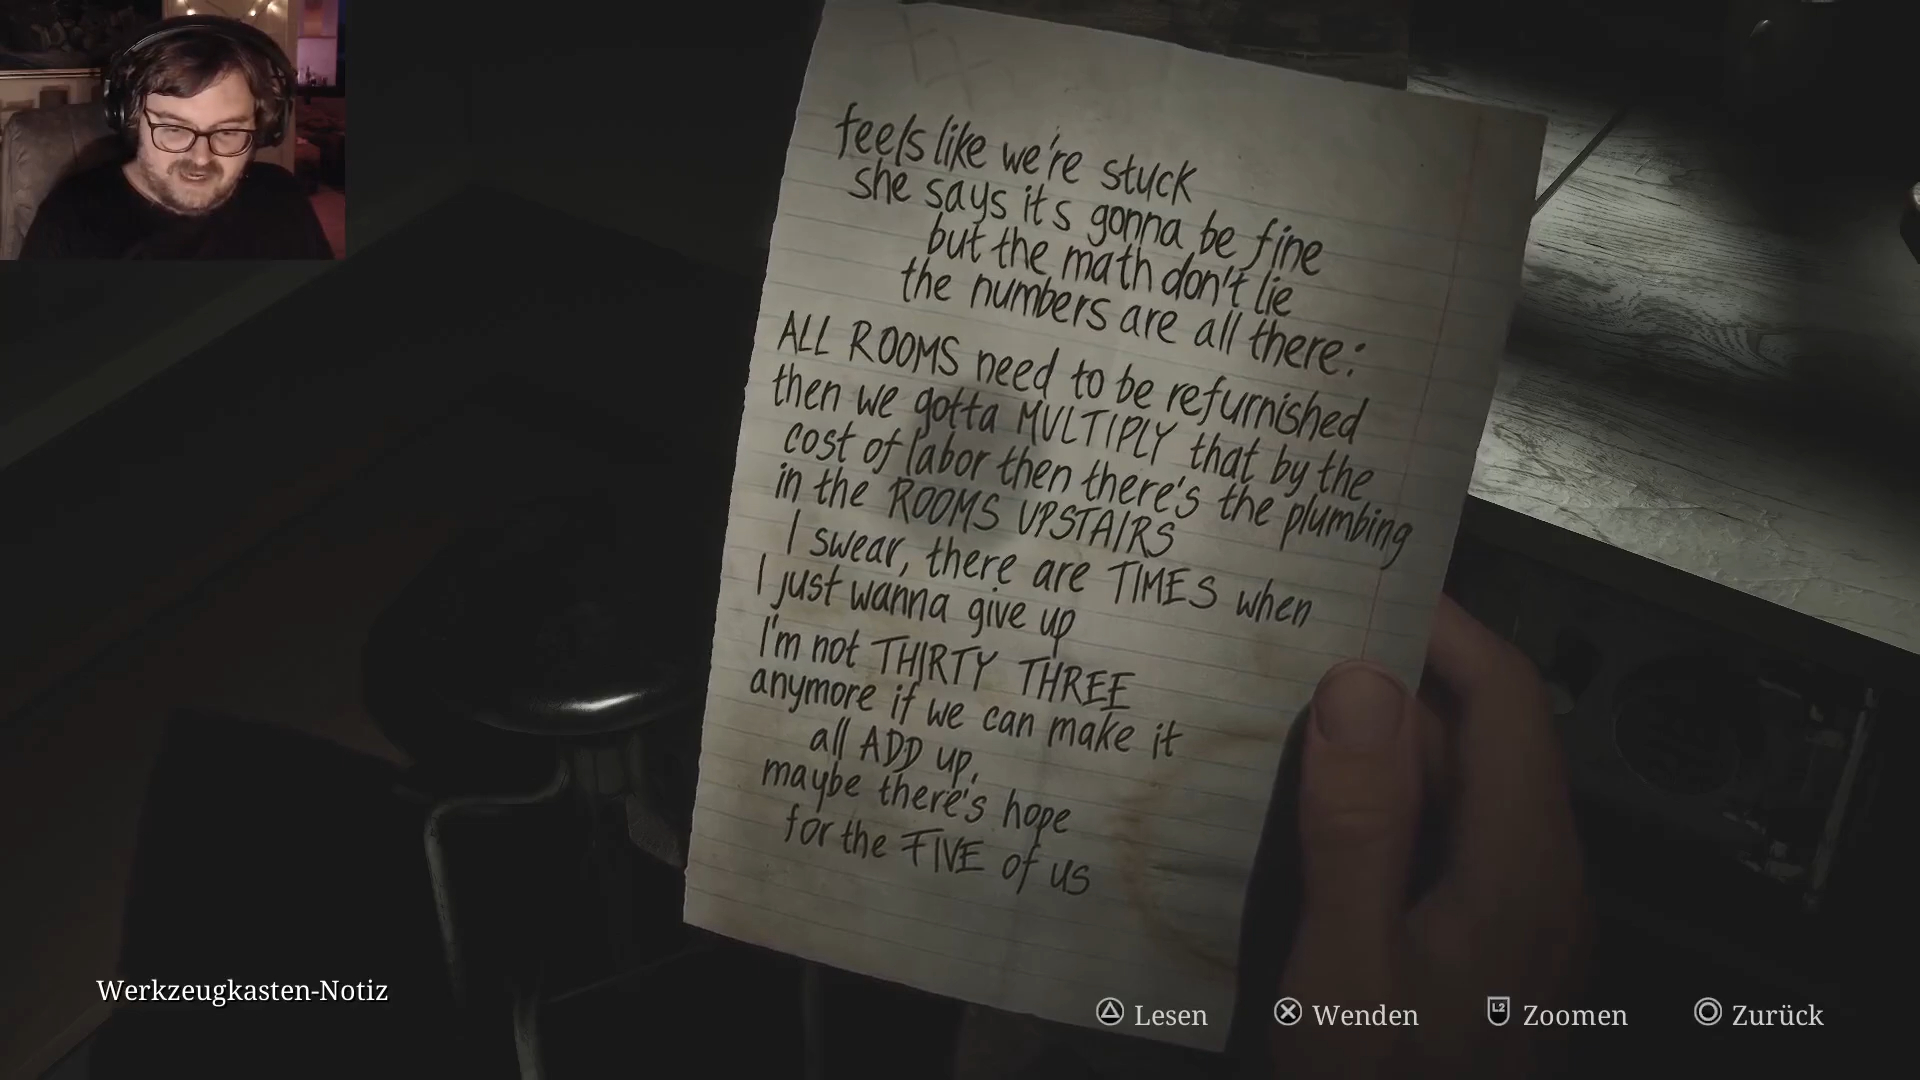 feels like we're stuck
she says it's gonna be fine
but the math don't lie
the numbers are all there:
ALL ROOMS need to be refurnished
then we gotta MULTIPLY that by the
cost of labor then there's the plumbing
in the ROOMS UPSTAIRS
I swear, there are TIMES when
I just wanna give up
I'm not THIRTY THREE
anymore if we can make it
all ADD up,
maybe there's hope
for the FIVE of us
Werkzeugkasten-Notiz
Lesen
Wenden
L2 Zoomen
Zurück